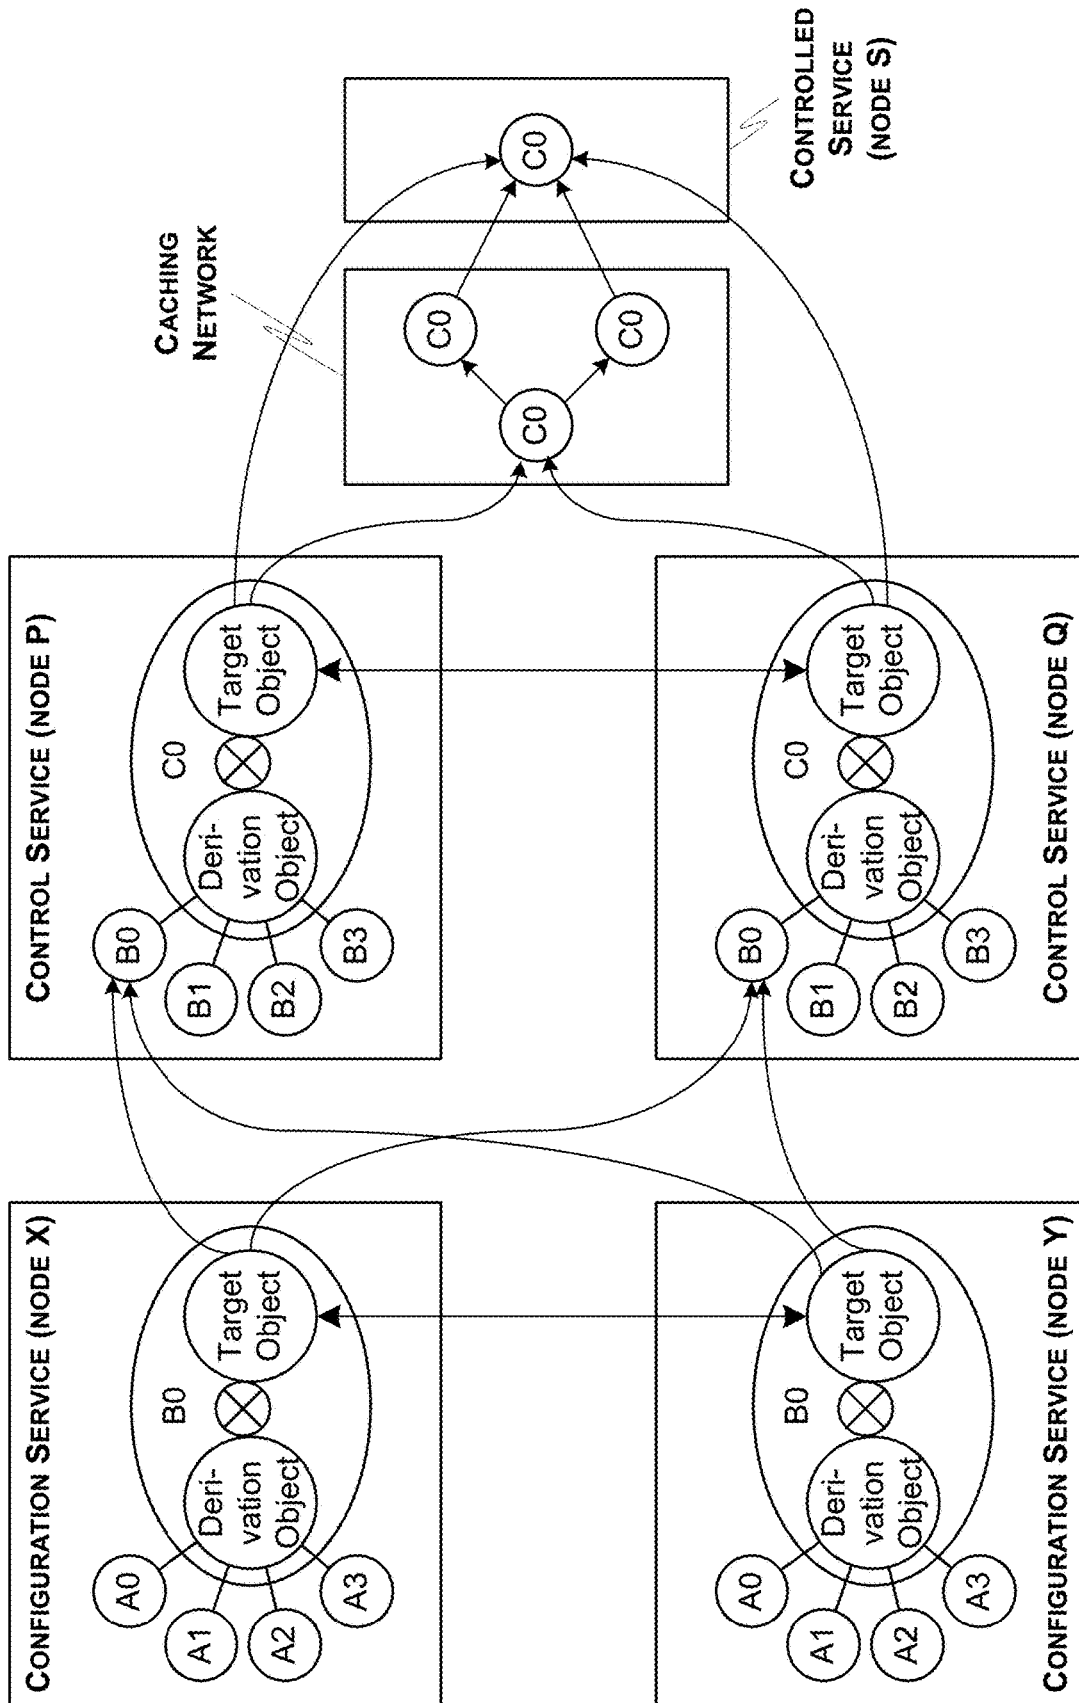 CONFIGURATION SERVICE (NODE X)
A0
A1
A2
A3
Deri-
vation
Object
B0
Target
Object
CONTROL SERVICE (NODE P)
B0
B1
B2
B3
Deri-
vation
Object
C0
Target
Object
CACHING
NETWORK
C0
C0
C0
C0
CONTROLLED
SERVICE
(NODE S)
A0
A1
A2
A3
Deri-
vation
Object
B0
Target
Object
CONFIGURATION SERVICE (NODE Y)
B0
B1
B2
B3
Deri-
vation
Object
C0
Target
Object
CONTROL SERVICE (NODE Q)